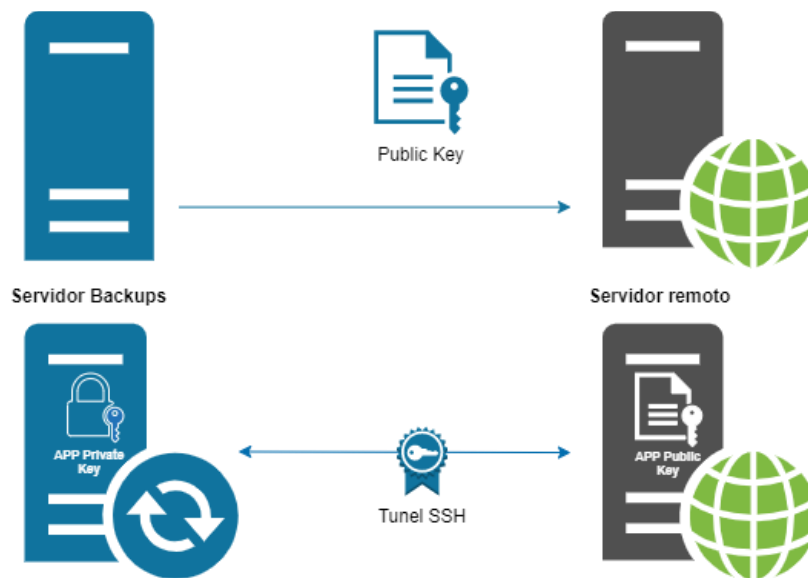 Public Key
Servidor Backups
Servidor remoto
APP Private
Key
APP Public
Key
Tunel SSH